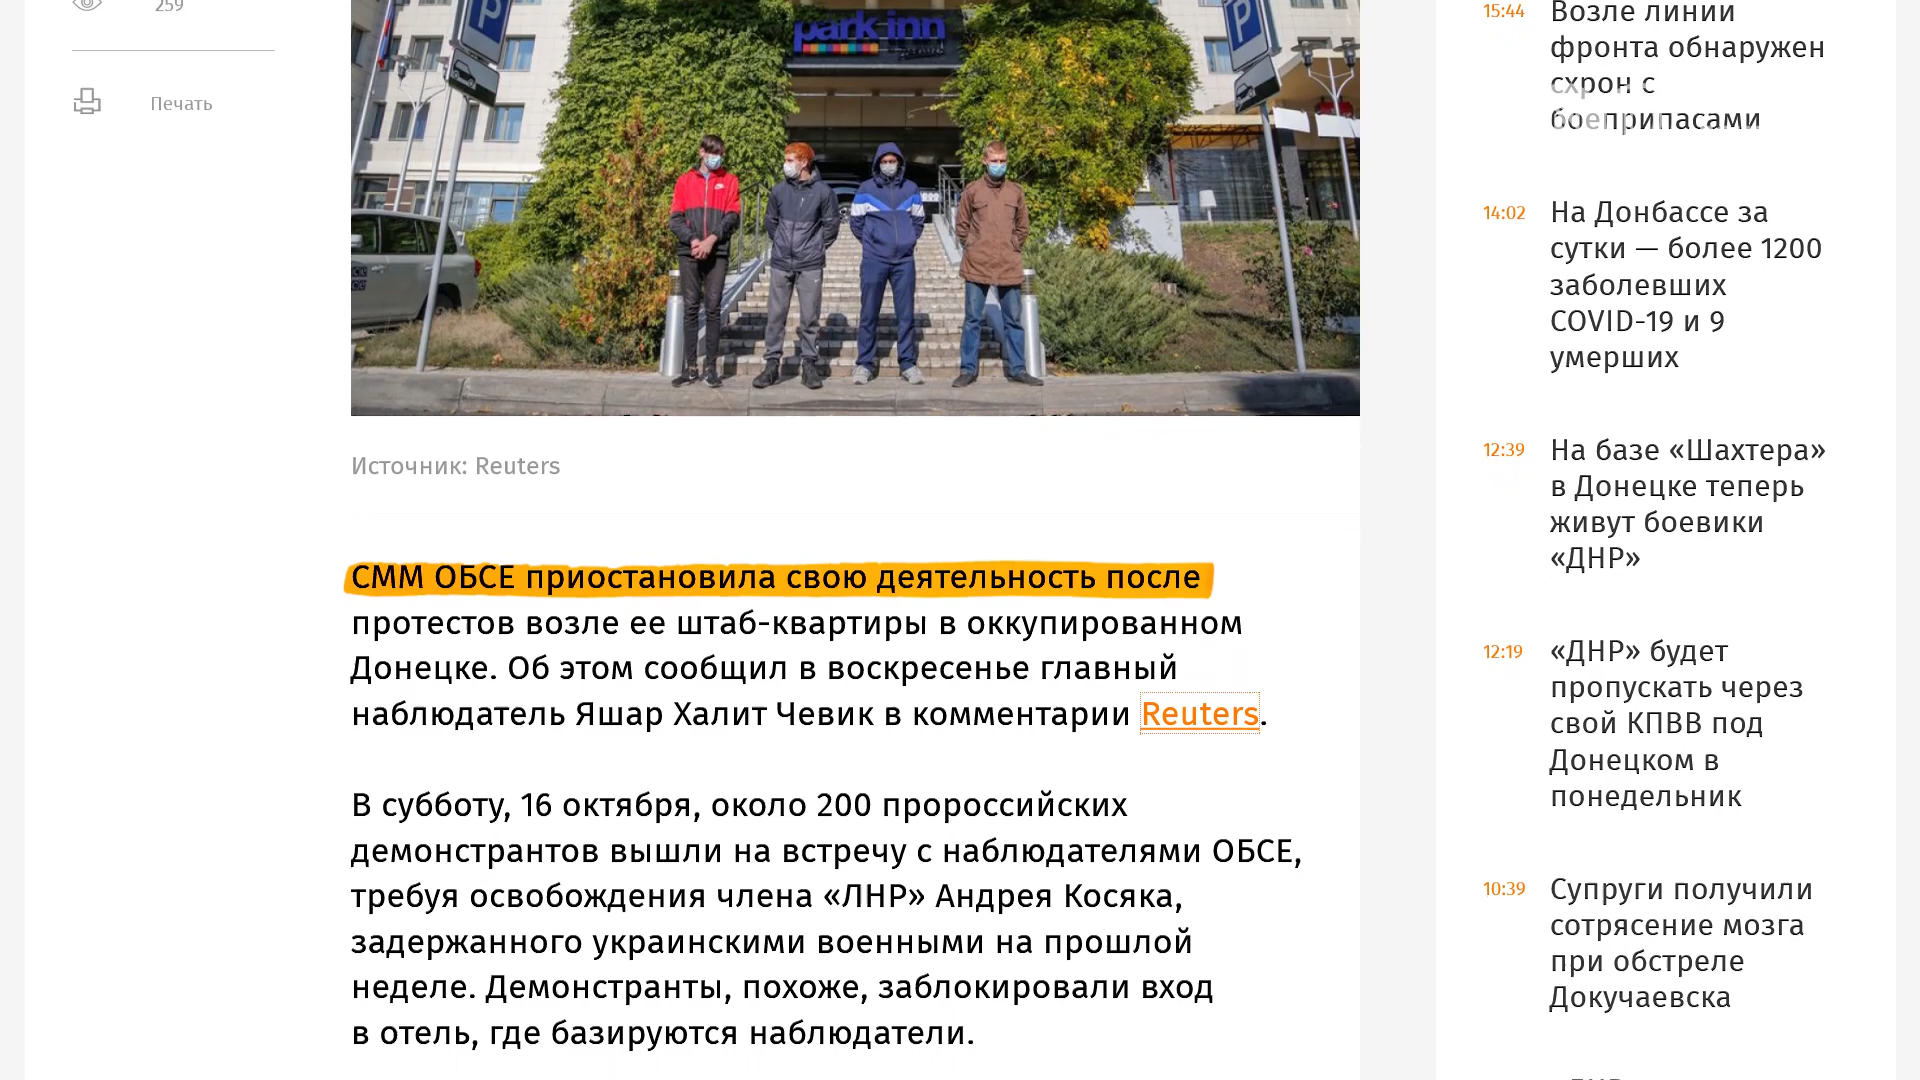 259
Печать
P
park inn
P
Источник: Reuters
СММ ОБСЕ приостановила свою деятельность после
протестов возле ее штаб-квартиры в оккупированном
Донецке. Об этом сообщил в воскресенье главный
наблюдатель Яшар Халит Чевик в комментарии Reuters.
В субботу, 16 октября, около 200 пророссийских
демонстрантов вышли на встречу с наблюдателями ОБСЕ,
требуя освобождения члена «ЛНР» Андрея Косяка,
задержанного украинскими военными на прошлой
неделе. Демонстранты, похоже, заблокировали вход
в отель, где базируются наблюдатели.
15:44
Возле линии
фронта обнаружен
схрон с
боеприпасами
14:02
На Донбассе за
сутки — более 1200
заболевших
COVID-19 и 9
умерших
12:39
На базе «Шахтера»
в Донецке теперь
живут боевики
«ДНР»
12:19
«ДНР» будет
пропускать через
свой КПВВ под
Донецком в
понедельник
10:39
Супруги получили
сотрясение мозга
при обстреле
Докучаевска